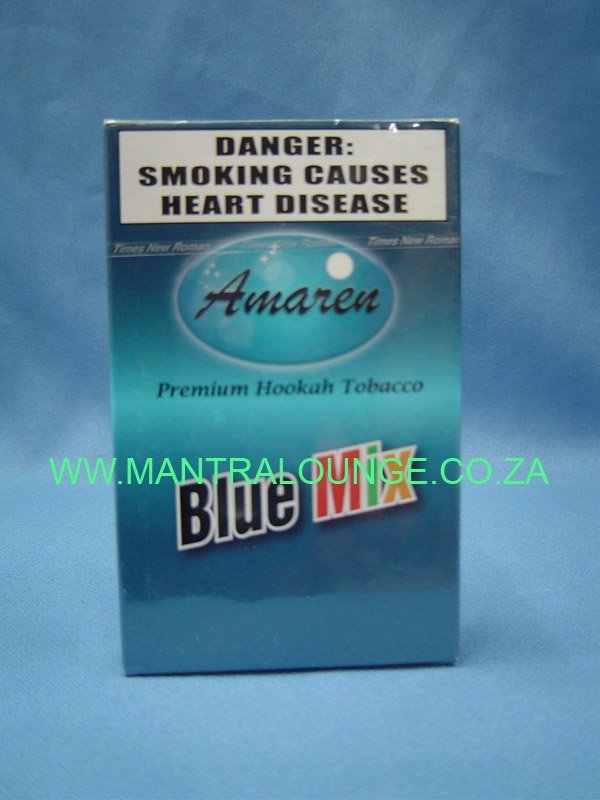 DANGER:
SMOKING CAUSES
HEART DISEASE
Times New Roman Times New Roman Times New Roman
Amaren
Premium Hookah Tobacco
WWW.MANTRALOUNGE.CO.ZA
Blue Mix